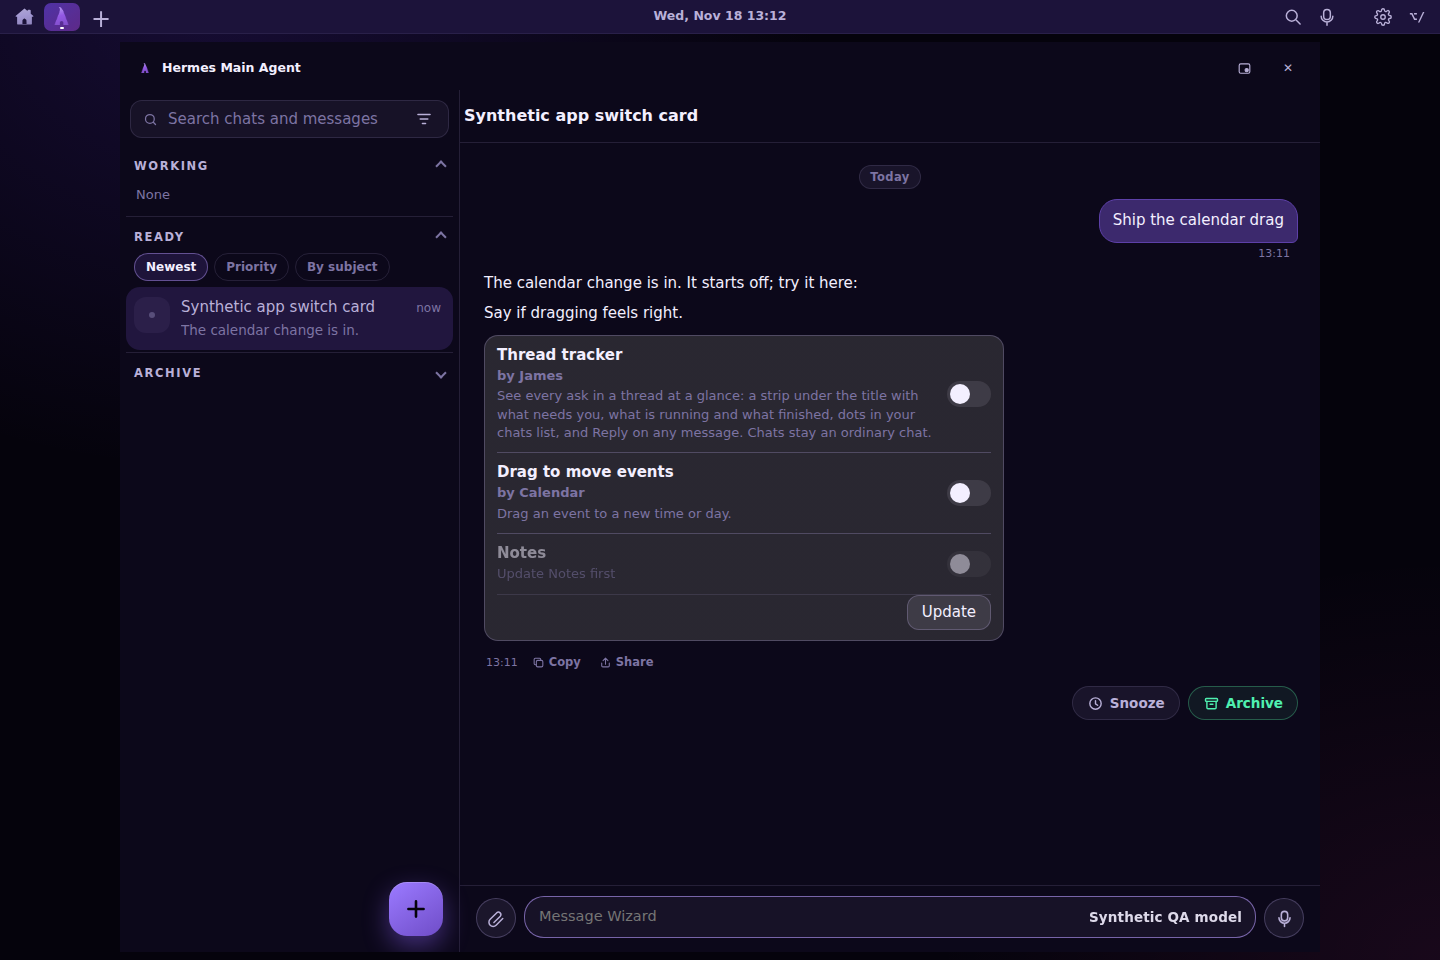 Wed, Nov 18 13:12
Hermes Main Agent
Search chats and messages
WORKING
None
READY
Newest
Priority
By subject
Synthetic app switch card
now
The calendar change is in.
ARCHIVE
Synthetic app switch card
Today
Ship the calendar drag
13:11
The calendar change is in. It starts off; try it here:
Say if dragging feels right.
Thread tracker
by James
See every ask in a thread at a glance: a strip under the title with
what needs you, what is running and what finished, dots in your
chats list, and Reply on any message. Chats stay an ordinary chat.
Drag to move events
by Calendar
Drag an event to a new time or day.
Notes
Update Notes first
Update
13:11
Copy
Share
Snooze
Archive
Message Wizard
Synthetic QA model